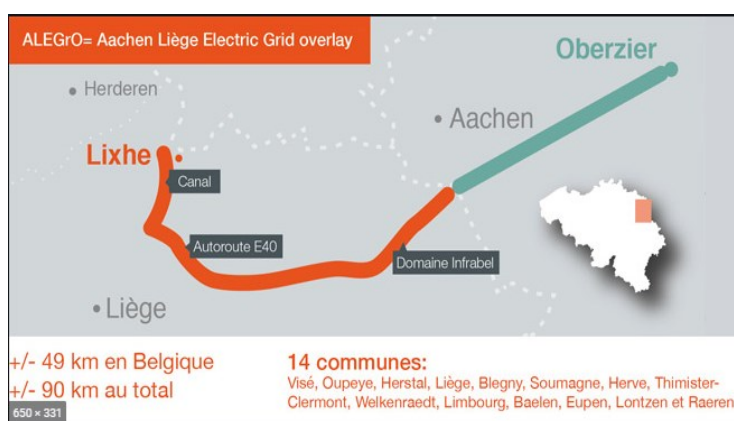 ALEGrO= Aachen Liège Electric Grid overlay
Oberzier
Herderen
Aachen
Lixhe
Canal
Autoroute E40
Domaine Infrabel
Liège
+/- 49 km en Belgique
+/- 90 km au total
14 communes:
Visé, Oupeye, Herstal, Liège, Blegny, Soumagne, Herve, Thimister-
Clermont, Welkenraedt, Limbourg, Baelen, Eupen, Lontzen et Raeren
650 × 331